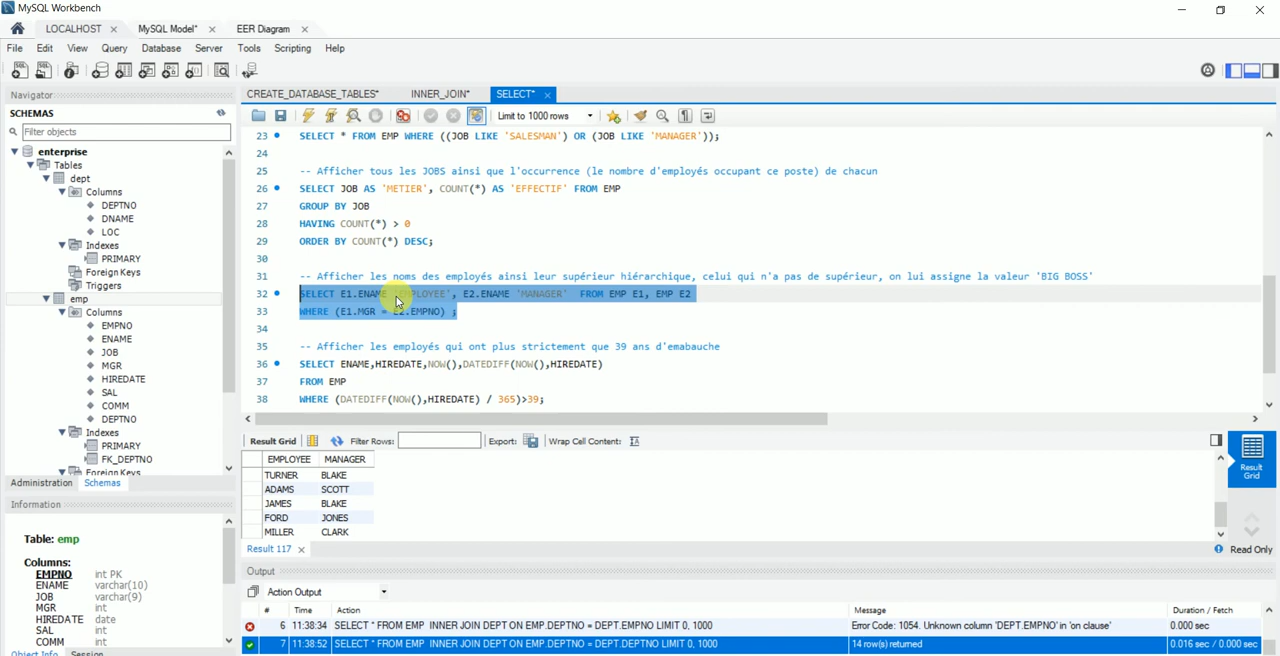 MySQL Workbench
LOCALHOST
MySQL Model*
EER Diagram
File Edit View Query Database Server Tools Scripting Help
Navigator
SCHEMAS
Filter objects
enterprise
Tables
dept
Columns
DEPTNO
DNAME
LOC
Indexes
PRIMARY
Foreign Keys
Triggers
emp
Columns
EMPNO
ENAME
JOB
MGR
HIREDATE
SAL
COMM
DEPTNO
Indexes
PRIMARY
FK_DEPTNO
Foreign Keys
Administration Schemas
Information
Table: emp
Columns:
EMPNO int PK
ENAME varchar(10)
JOB varchar(9)
MGR int
HIREDATE date
SAL int
COMM int
Object Info Session
CREATE_DATABASE_TABLES* INNER_JOIN* SELECT*
Limit to 1000 rows
23 SELECT * FROM EMP WHERE ((JOB LIKE 'SALESMAN') OR (JOB LIKE 'MANAGER'));
24
25 -- Afficher tous les JOBS ainsi que l'occurrence (le nombre d'employés occupant ce poste) de chacun
26 SELECT JOB AS 'METIER', COUNT(*) AS 'EFFECTIF' FROM EMP
27 GROUP BY JOB
28 HAVING COUNT(*) > 0
29 ORDER BY COUNT(*) DESC;
30
31 -- Afficher les noms des employés ainsi leur supérieur hiérarchique, celui qui n'a pas de supérieur, on lui assigne la valeur 'BIG BOSS'
32 SELECT E1.ENAME 'EMPLOYEE', E2.ENAME 'MANAGER' FROM EMP E1, EMP E2
33 WHERE (E1.MGR = E2.EMPNO) ;
34
35 -- Afficher les employés qui ont plus strictement que 39 ans d'emabauche
36 SELECT ENAME,HIREDATE,NOW(),DATEDIFF(NOW(),HIREDATE)
37 FROM EMP
38 WHERE (DATEDIFF(NOW(),HIREDATE) / 365)>39;
Result Grid Filter Rows: Export: Wrap Cell Content:
EMPLOYEE MANAGER
TURNER BLAKE
ADAMS SCOTT
JAMES BLAKE
FORD JONES
MILLER CLARK
Result Grid
Result 117
Read Only
Output
Action Output
# Time Action Message Duration / Fetch
6 11:38:34 SELECT * FROM EMP INNER JOIN DEPT ON EMP.DEPTNO = DEPT.EMPNO LIMIT 0, 1000 Error Code: 1054. Unknown column 'DEPT.EMPNO' in 'on clause' 0.000 sec
7 11:38:52 SELECT * FROM EMP INNER JOIN DEPT ON EMP.DEPTNO = DEPT.DEPTNO LIMIT 0, 1000 14 row(s) returned 0.016 sec / 0.000 sec